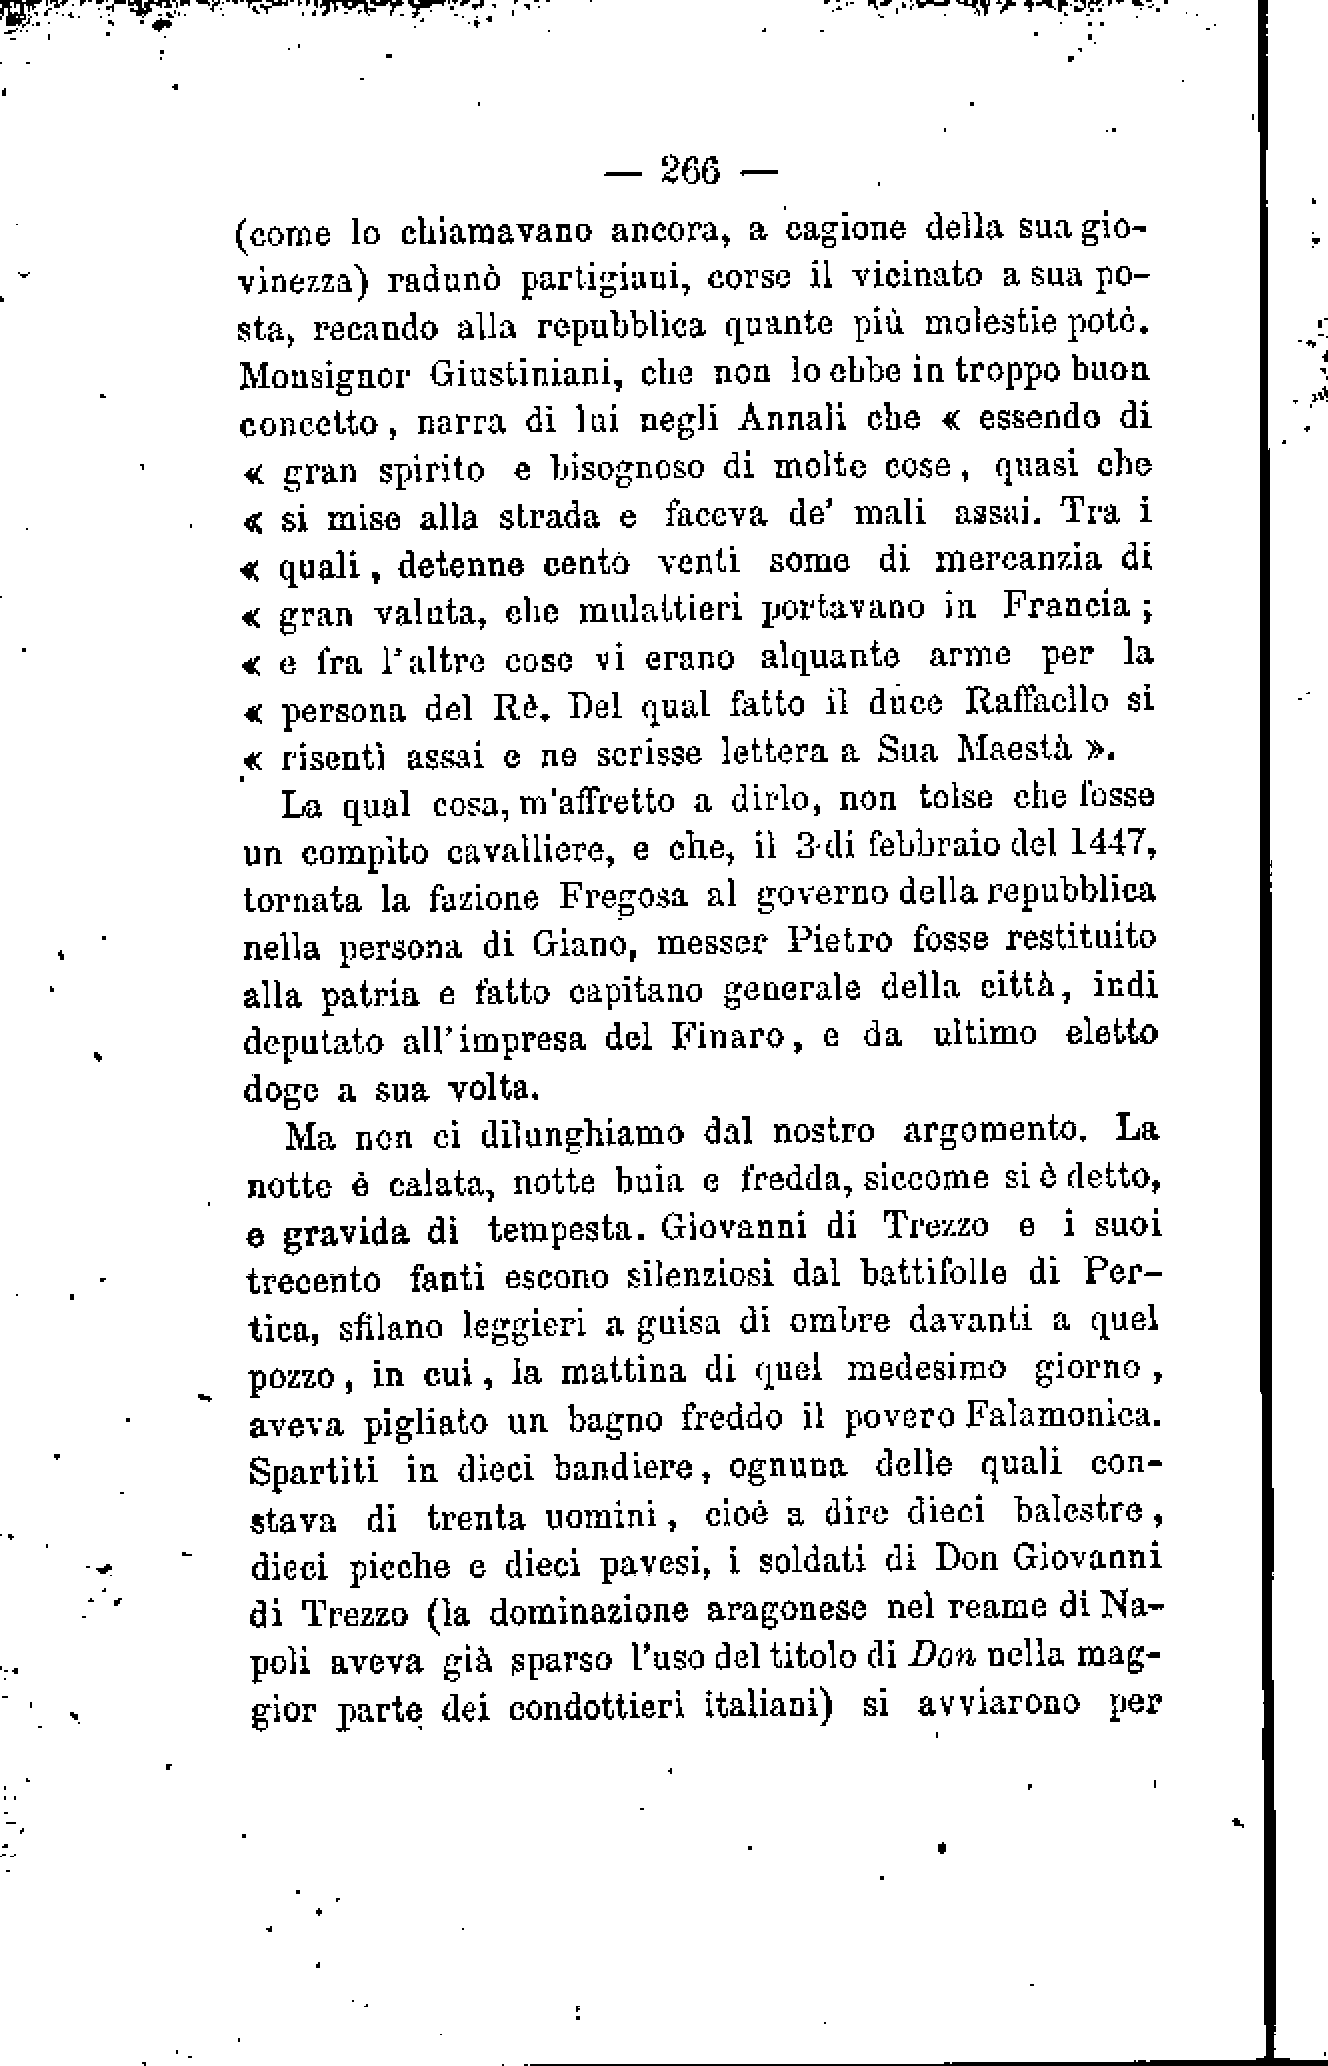 — 266 —
(come lo chiamavano ancora, a cagione della sua gio-
vinezza) radunò partigiani, corse il vicinato a sua po-
sta, recando alla repubblica quante più molestie potè.
Monsignor Giustiniani, che non lo ebbe in troppo buon
concetto, narra di lui negli Annali che « essendo di
« gran spirito e bisognoso di molte cose, quasi che
« si mise alla strada e faceva de' mali assai. Tra i
« quali, detenne cento venti some di mercanzia di
« gran valuta, che mulattieri portavano in Francia;
« e fra l'altre cose vi erano alquante arme per la
« persona del Rè. Del qual fatto il duce Raffaello si
« risentì assai e ne scrisse lettera a Sua Maestà ».
La qual cosa, m'affretto a dirlo, non tolse che fosse
un compìto cavalliere, e che, il 3 di febbraio del 1447,
tornata la fazione Fregosa al governo della repubblica
nella persona di Giano, messer Pietro fosse restituito
alla patria e fatto capitano generale della città, indi
deputato all'impresa del Finaro, e da ultimo eletto
doge a sua volta.
Ma non ci dilunghiamo dal nostro argomento. La
notte è calata, notte buia e fredda, siccome si è detto,
e gravida di tempesta. Giovanni di Trezzo e i suoi
trecento fanti escono silenziosi dal battifolle di Per-
tica, sfilano leggieri a guisa di ombre davanti a quel
pozzo, in cui, la mattina di quel medesimo giorno,
aveva pigliato un bagno freddo il povero Falamonica.
Spartiti in dieci bandiere, ognuna delle quali con-
stava di trenta uomini, cioè a dire dieci balestre,
dieci picche e dieci pavesi, i soldati di Don Giovanni
di Trezzo (la dominazione aragonese nel reame di Na-
poli aveva già sparso l'uso del titolo di Don nella mag-
gior parte dei condottieri italiani) si avviarono per